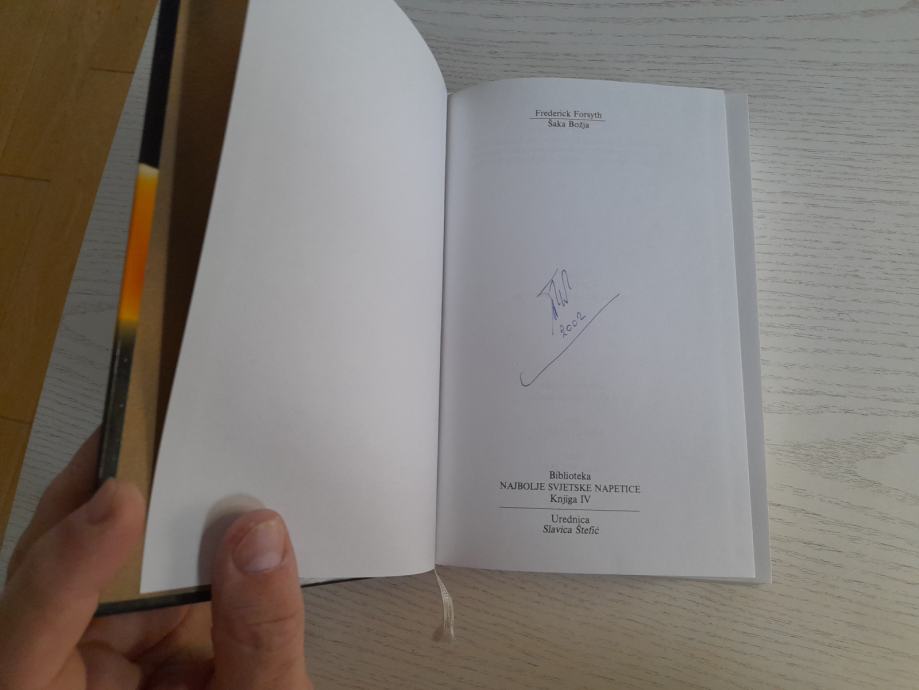 Frederick Forsyth
Šaka Božja
2002
Biblioteka
NAJBOLJE SVJETSKE NAPETICE
Knjiga IV
Urednica
Slavica Štefić